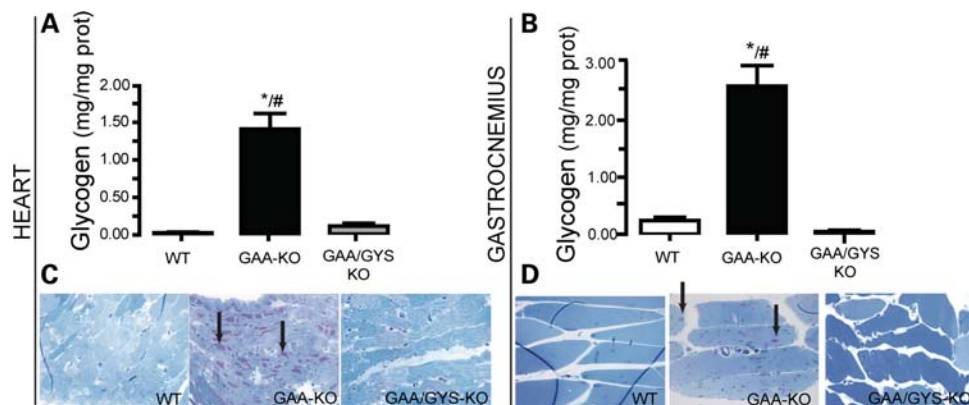 A
HEART
Glycogen (mg/mg prot)
2.00
1.50
1.00
0.50
0.00
*/#
WT
GAA-KO
GAA/GYS
KO
B
GASTROCNEMIUS
Glycogen (mg/mg prot)
3.00
2.00
1.00
0.00
*/#
WT
GAA-KO
GAA/GYS
KO
C
WT
GAA-KO
GAA/GYS-KO
D
WT
GAA-KO
GAA/GYS-KO